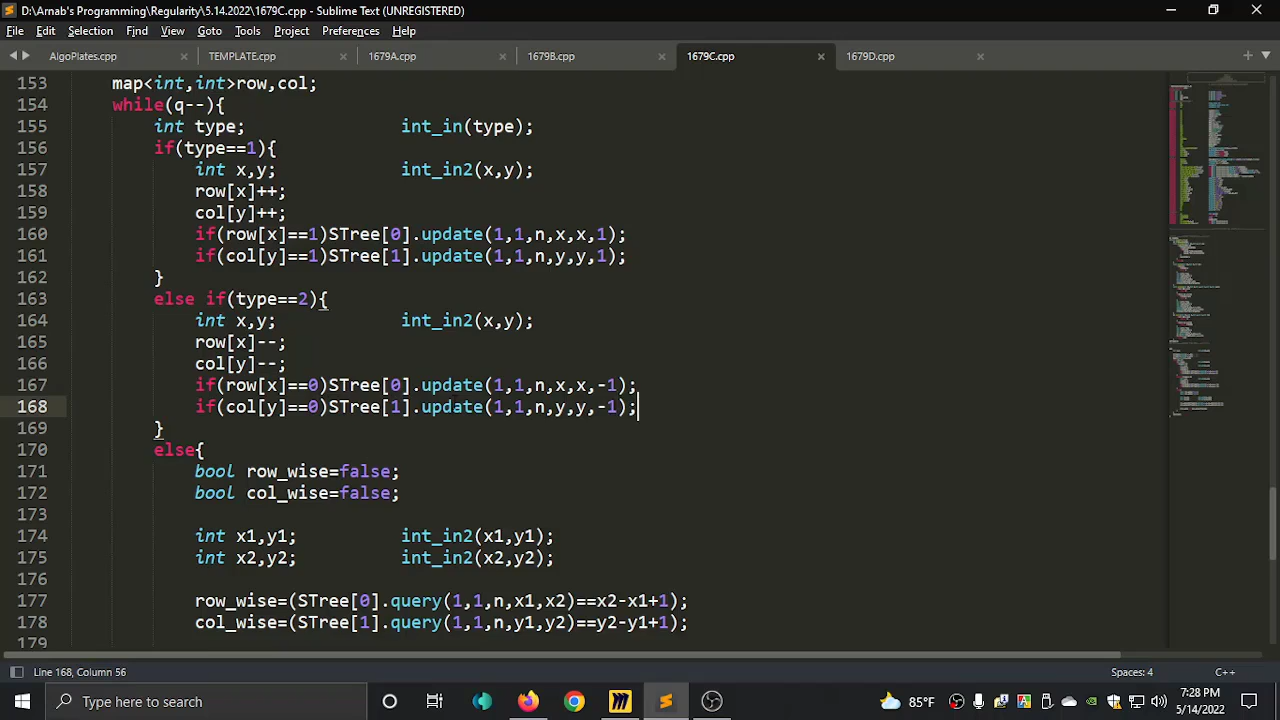 D:\Arnab's Programming\Regularity\5.14.2022\1679C.cpp - Sublime Text (UNREGISTERED)
File Edit Selection Find View Goto Tools Project Preferences Help
AlgoPlates.cpp TEMPLATE.cpp 1679A.cpp 1679B.cpp 1679C.cpp 1679D.cpp
153 map<int,int>row,col;
154 while(q--){
155 int type; int_in(type);
156 if(type==1){
157 int x,y; int_in2(x,y);
158 row[x]++;
159 col[y]++;
160 if(row[x]==1)STree[0].update(1,1,n,x,x,1);
161 if(col[y]==1)STree[1].update(1,1,n,y,y,1);
162 }
163 else if(type==2){
164 int x,y; int_in2(x,y);
165 row[x]--;
166 col[y]--;
167 if(row[x]==0)STree[0].update(1,1,n,x,x,-1);
168 if(col[y]==0)STree[1].update(1,1,n,y,y,-1);
169 }
170 else{
171 bool row_wise=false;
172 bool col_wise=false;
173
174 int x1,y1; int_in2(x1,y1);
175 int x2,y2; int_in2(x2,y2);
176
177 row_wise=(STree[0].query(1,1,n,x1,x2)==x2-x1+1);
178 col_wise=(STree[1].query(1,1,n,y1,y2)==y2-y1+1);
179
Line 168, Column 56 Spaces: 4 C++
Type here to search 85°F 7:28 PM
5/14/2022